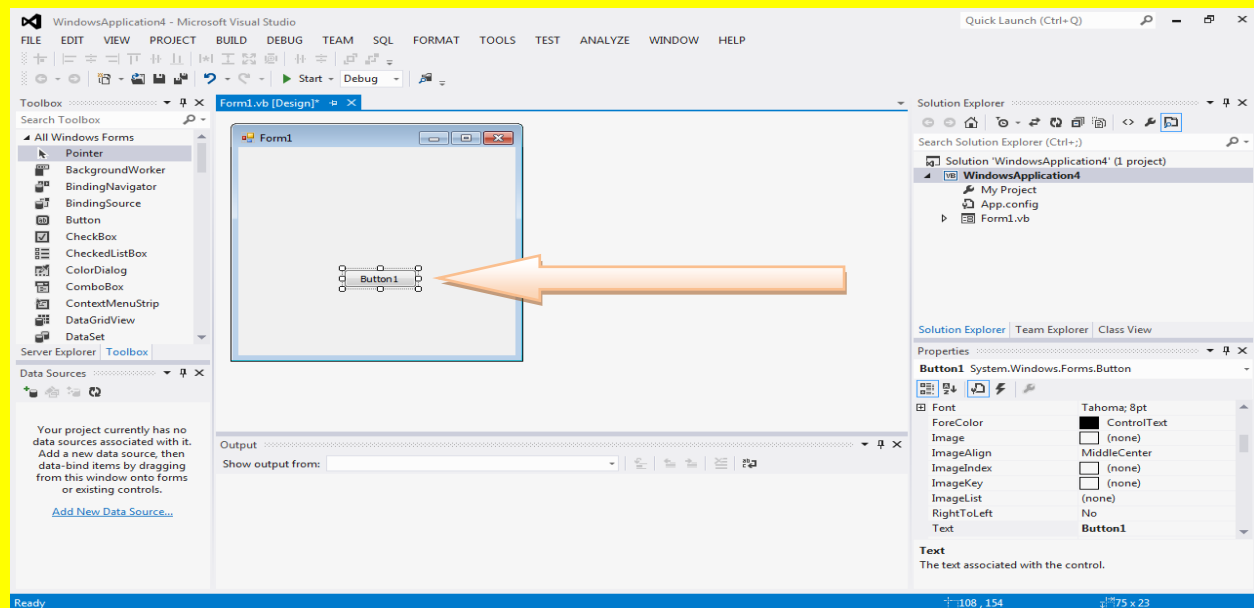 WindowsApplication4 - Microsoft Visual Studio
Quick Launch (Ctrl+Q)
FILE EDIT VIEW PROJECT BUILD DEBUG TEAM SQL FORMAT TOOLS TEST ANALYZE WINDOW HELP
Start Debug
Toolbox
Search Toolbox
All Windows Forms
Pointer
BackgroundWorker
BindingNavigator
BindingSource
Button
CheckBox
CheckedListBox
ColorDialog
ComboBox
ContextMenuStrip
DataGridView
DataSet
Server Explorer Toolbox
Data Sources
Your project currently has no
data sources associated with it.
Add a new data source, then
data-bind items by dragging
from this window onto forms
or existing controls.
Add New Data Source...
Form1.vb [Design]*
Form1
Button1
Output
Show output from:
Solution Explorer
Search Solution Explorer (Ctrl+;)
Solution 'WindowsApplication4' (1 project)
VB WindowsApplication4
My Project
App.config
Form1.vb
Solution Explorer Team Explorer Class View
Properties
Button1 System.Windows.Forms.Button
Font Tahoma; 8pt
ForeColor ControlText
Image (none)
ImageAlign MiddleCenter
ImageIndex (none)
ImageKey (none)
ImageList (none)
RightToLeft No
Text Button1
Text
The text associated with the control.
Ready 108 , 154 75 x 23